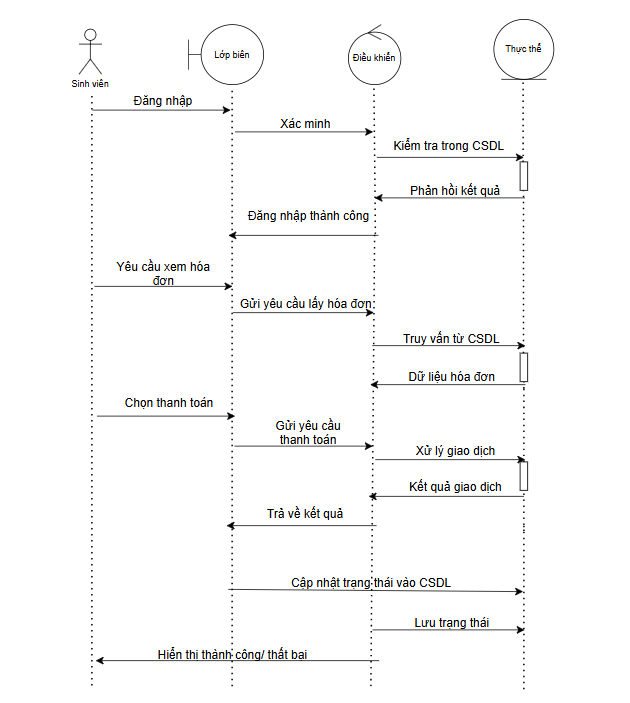 Sinh viên
Lớp biên
Điều khiển
Thực thể
Đăng nhập
Xác minh
Kiểm tra trong CSDL
Phản hồi kết quả
Đăng nhập thành công
Yêu cầu xem hóa
đơn
Gửi yêu cầu lấy hóa đơn
Truy vấn từ CSDL
Dữ liệu hóa đơn
Chọn thanh toán
Gửi yêu cầu
thanh toán
Xử lý giao dịch
Kết quả giao dịch
Trả về kết quả
Cập nhật trạng thái vào CSDL
Lưu trạng thái
Hiển thị thành công/ thất bại